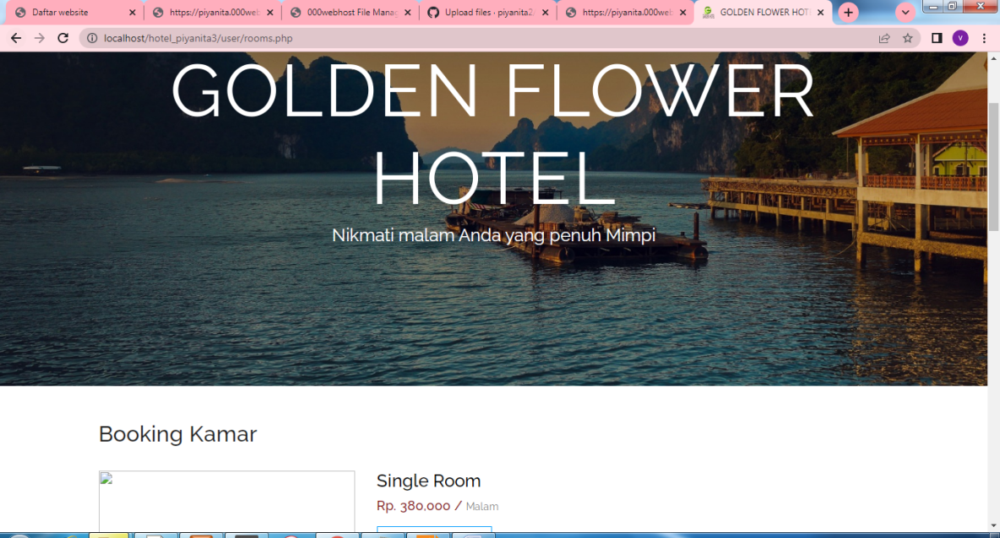 Daftar website
https://piyanita.000web
000webhost File Manag
Upload files · piyanita2
https://piyanita.000web
GOLDEN FLOWER HOT
localhost/hotel_piyanita3/user/rooms.php
V
GOLDEN FLOWER
HOTEL
Nikmati malam Anda yang penuh Mimpi
Booking Kamar
Single Room
Rp. 380,000 / Malam